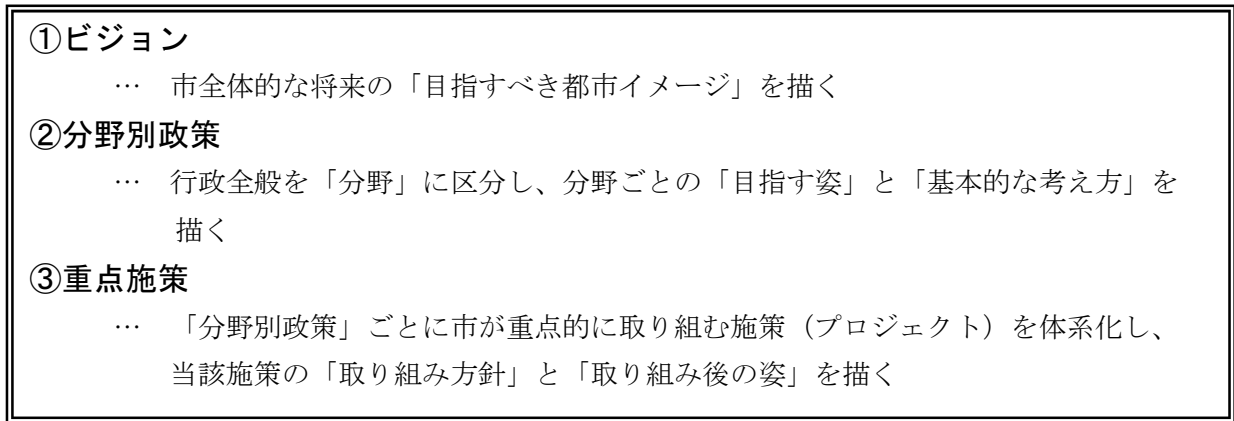 ①ビジョン
… 市全体的な将来の「目指すべき都市イメージ」を描く
②分野別政策
… 行政全般を「分野」に区分し、分野ごとの「目指す姿」と「基本的な考え方」を
描く
③重点施策
… 「分野別政策」ごとに市が重点的に取り組む施策（プロジェクト）を体系化し、
当該施策の「取り組み方針」と「取り組み後の姿」を描く